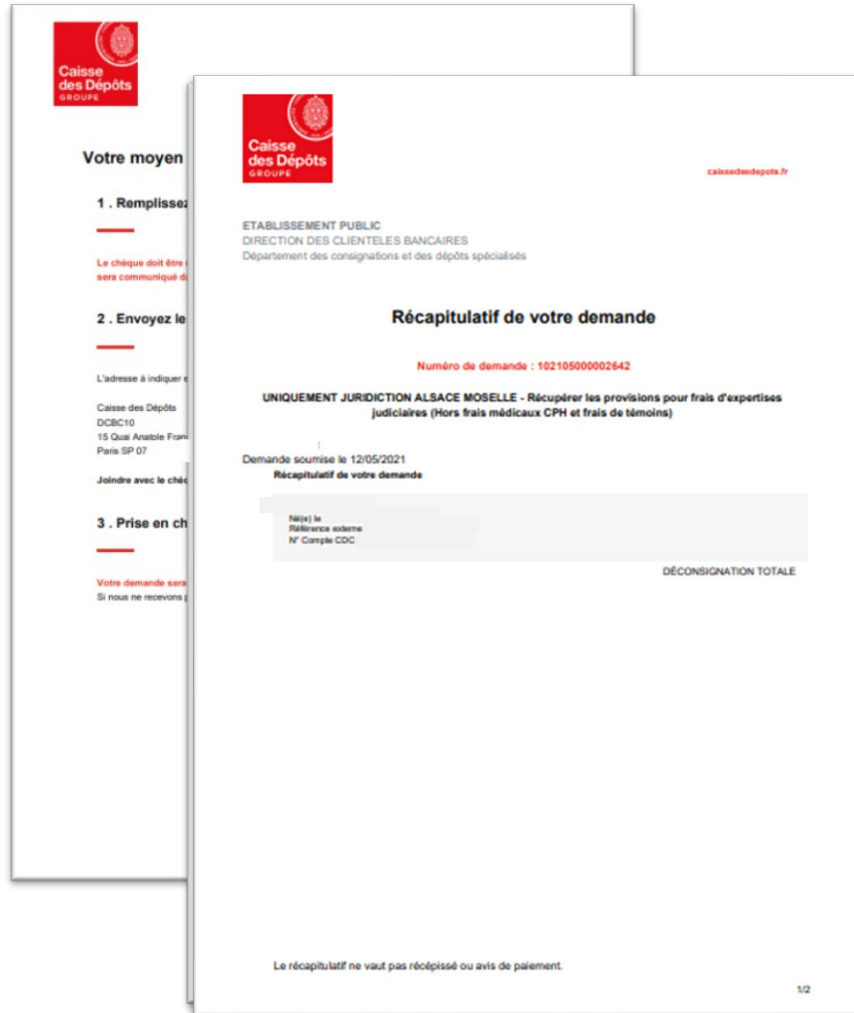 Caisse
des Dépôts
GROUPE
Votre moyen
1 . Remplissez
Le chèque doit être
sera communiqué
2 . Envoyez le
L'adresse à indiquer
Caisse des Dépôts
DCBC10
15 Quai Anatole
Paris SP 07
Joindre avec le
3 . Prise en
Votre demande sera
Si nous ne recevons
Caisse
des Dépôts
GROUPE
caissedesdepots.fr
ETABLISSEMENT PUBLIC
DIRECTION DES CLIENTELES BANCAIRES
Département des consignations et des dépôts spécialisés
Récapitulatif de votre demande
Numéro de demande : 102105000002642
UNIQUEMENT JURIDICTION ALSACE MOSELLE - Récupérer les provisions pour frais d'expertises
judiciaires (Hors frais médicaux CPH et frais de témoins)
:
Demande soumise le 12/05/2021
Récapitulatif de votre demande
Né(e) le
Référence externe
N° Compte CDC
DÉCONSIGNATION TOTALE
Le récapitulatif ne vaut pas récépissé ou avis de paiement.
1/2